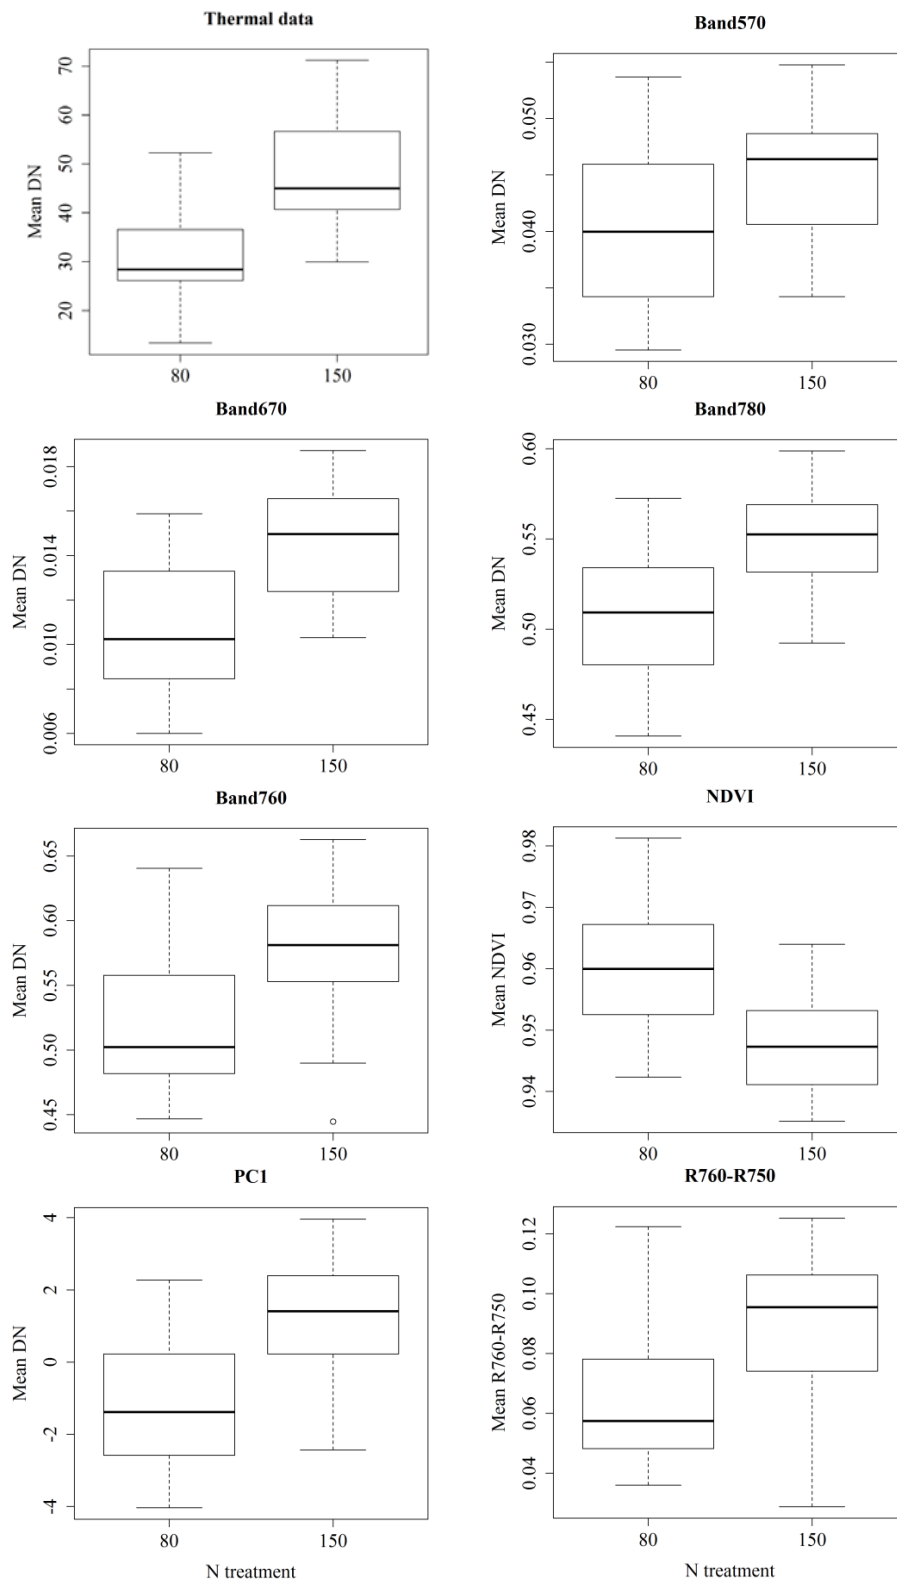 Thermal data
Mean DN
70
60
50
40
30
20
80 150
Band570
Mean DN
0.050
0.040
0.030
80 150
Band670
Mean DN
0.018
0.014
0.010
0.006
80 150
Band780
Mean DN
0.60
0.55
0.50
0.45
80 150
Band760
Mean DN
0.65
0.60
0.55
0.50
0.45
80 150
NDVI
Mean NDVI
0.98
0.97
0.96
0.95
0.94
80 150
PC1
Mean DN
4
2
0
-2
-4
80 150
N treatment
R760-R750
Mean R760-R750
0.12
0.10
0.08
0.06
0.04
80 150
N treatment